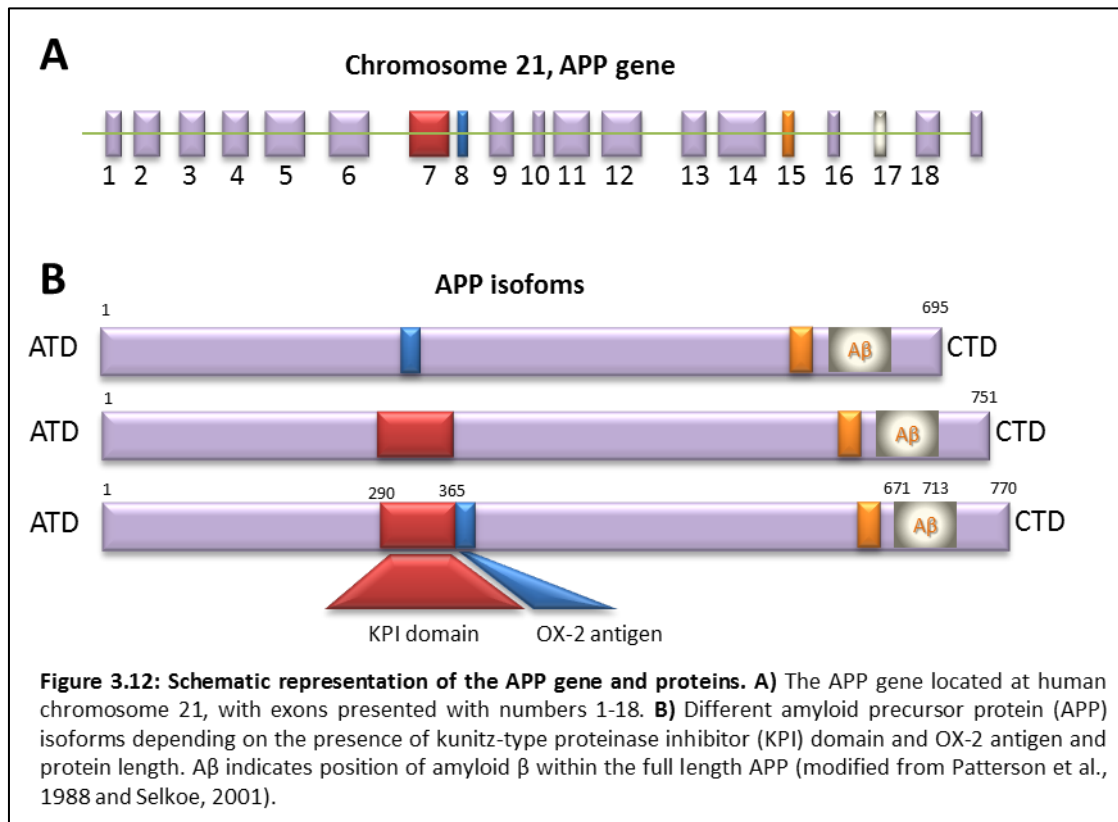 A
Chromosome 21, APP gene
1 2 3 4 5 6 7 8 9 10 11 12 13 14 15 16 17 18
B
APP isofoms
1 695
ATD Aβ CTD
1 751
ATD Aβ CTD
1 290 365 671 713 770
ATD Aβ CTD
KPI domain OX-2 antigen
Figure 3.12: Schematic representation of the APP gene and proteins. A) The APP gene located at human
chromosome 21, with exons presented with numbers 1-18. B) Different amyloid precursor protein (APP)
isoforms depending on the presence of kunitz-type proteinase inhibitor (KPI) domain and OX-2 antigen and
protein length. Aβ indicates position of amyloid β within the full length APP (modified from Patterson et al.,
1988 and Selkoe, 2001).